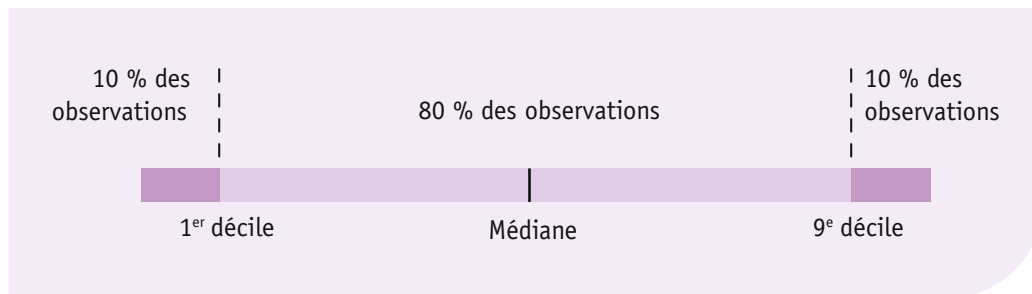 10 % des
observations
80 % des observations
10 % des
observations
1er décile
Médiane
9e décile